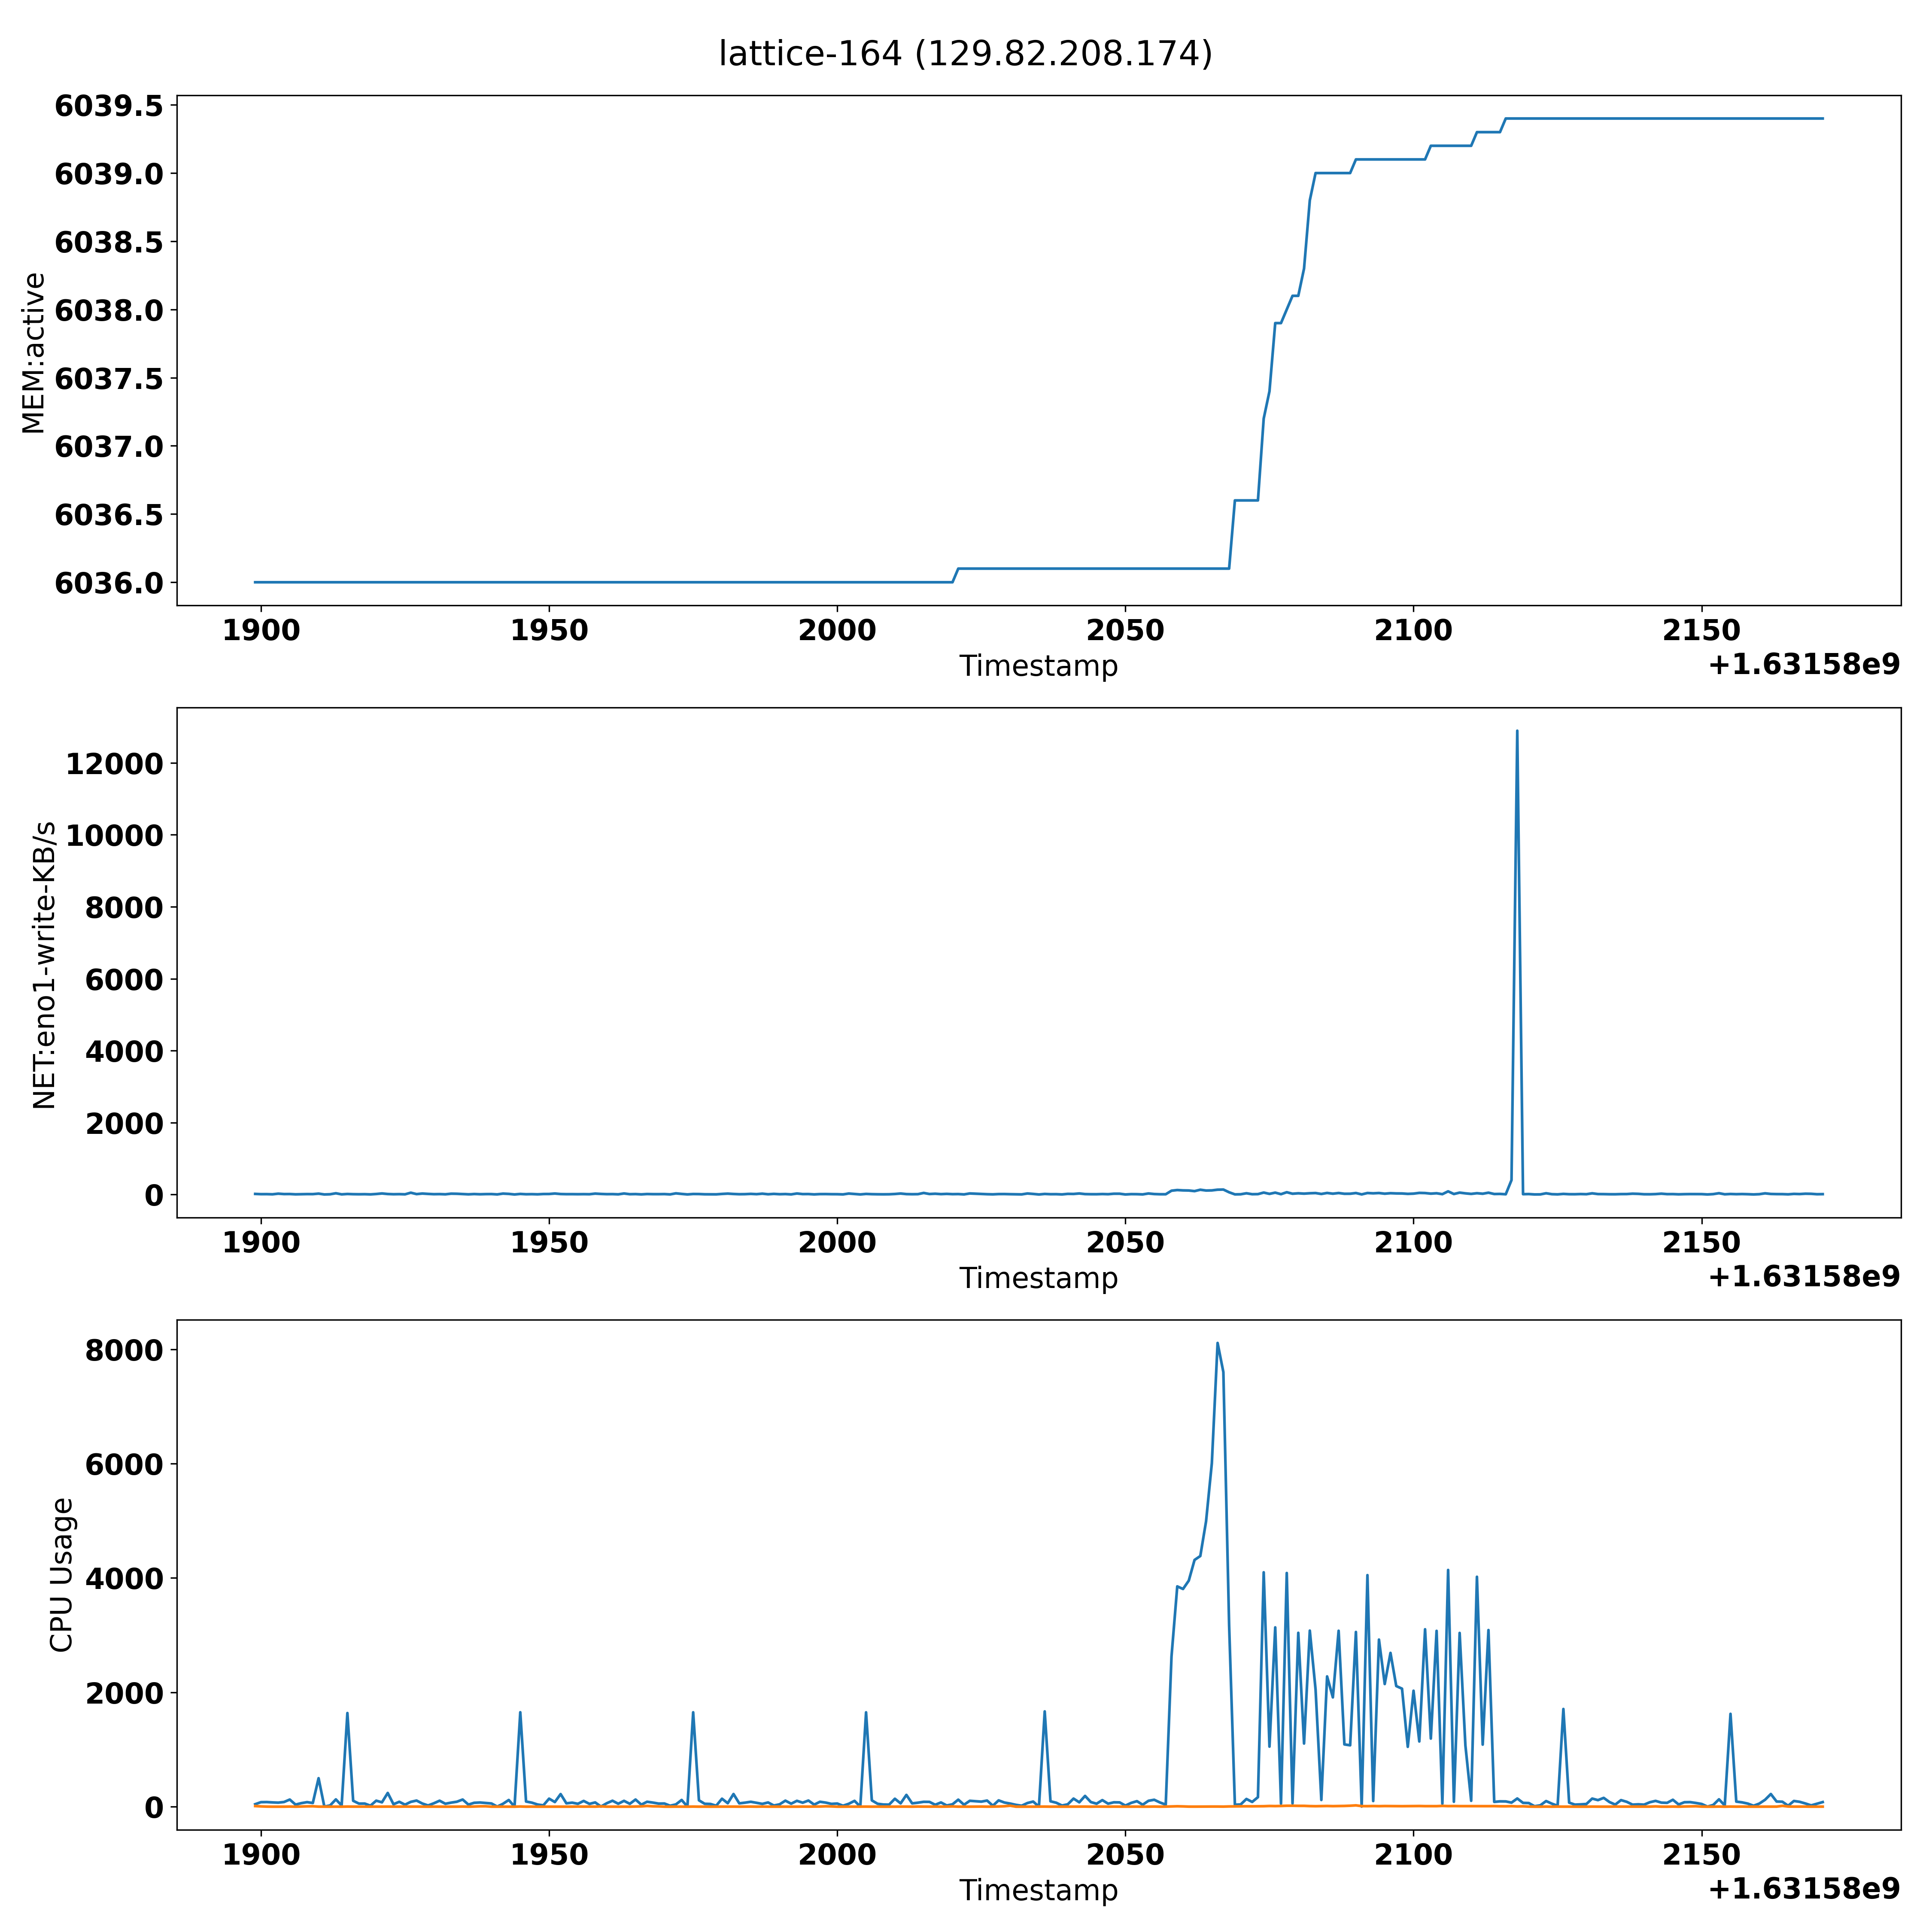 lattice-164 (129.82.208.174)
MEM:active
6039.5
6039.0
6038.5
6038.0
6037.5
6037.0
6036.5
6036.0
1900 1950 2000 2050 2100 2150
Timestamp
+1.63158e9
NET:eno1-write-KB/s
12000
10000
8000
6000
4000
2000
0
1900 1950 2000 2050 2100 2150
Timestamp
+1.63158e9
CPU Usage
8000
6000
4000
2000
0
1900 1950 2000 2050 2100 2150
Timestamp
+1.63158e9